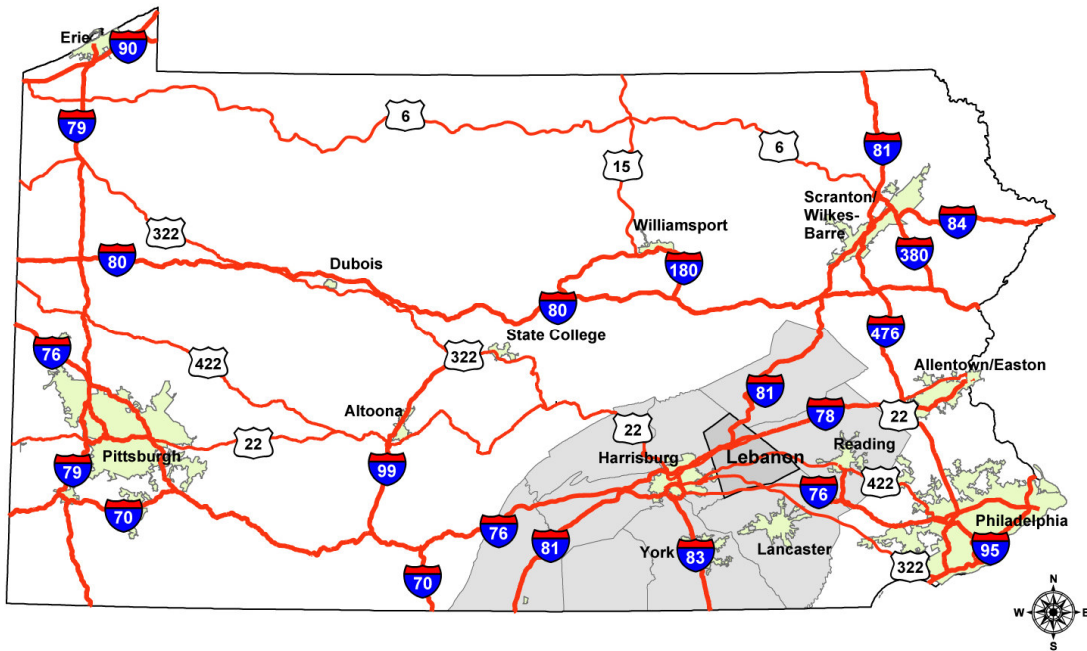 Erie
90
79
6
15
6
81
Scranton/
Wilkes-
Barre
84
322
Williamsport
380
80
180
Dubois
80
476
76
422
322
State College
Allentown/Easton
81
78
22
Altoona
22
22
Reading
Pittsburgh
Harrisburg
Lebanon
79
99
422
76
70
76
Philadelphia
81
York
83
Lancaster
95
322
70
N
W
E
S